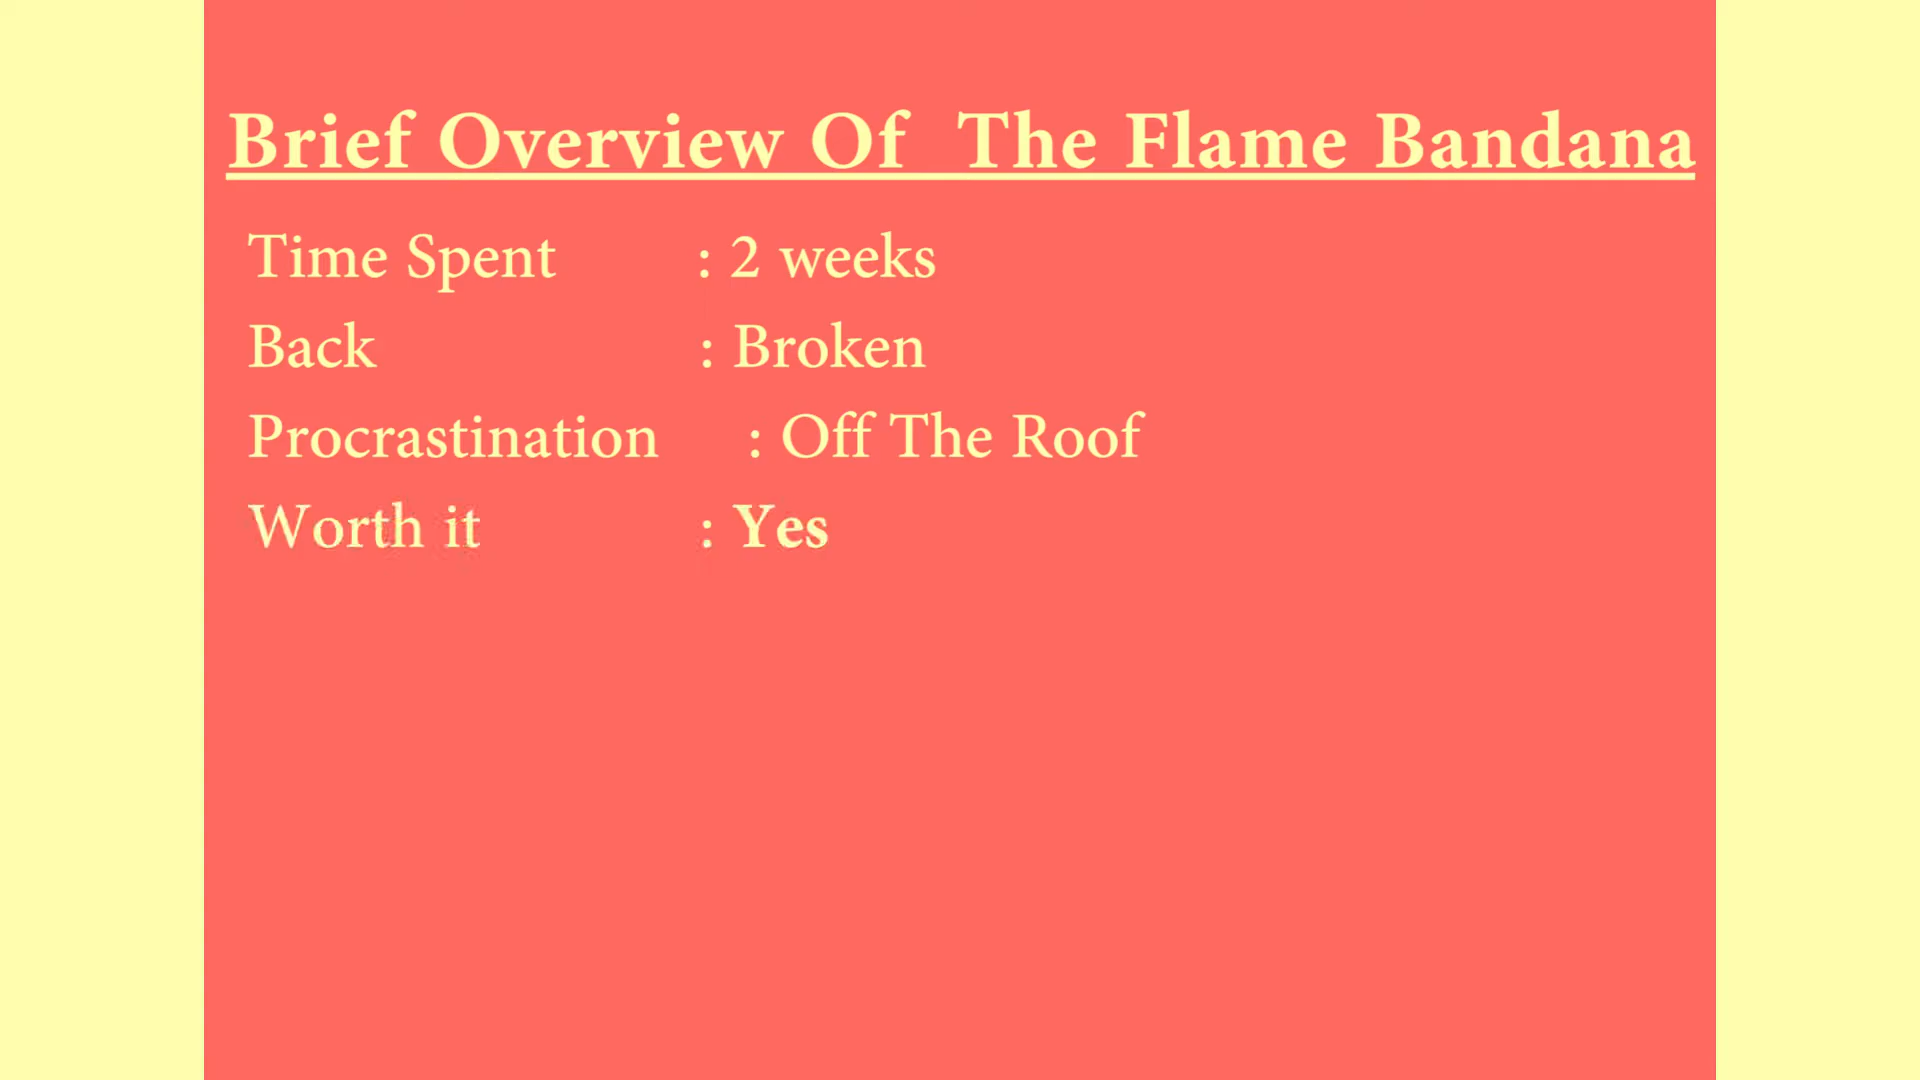 Brief Overview Of The Flame Bandana
Time Spent : 2 weeks
Back : Broken
Procrastination : Off The Roof
Worth it : Yes